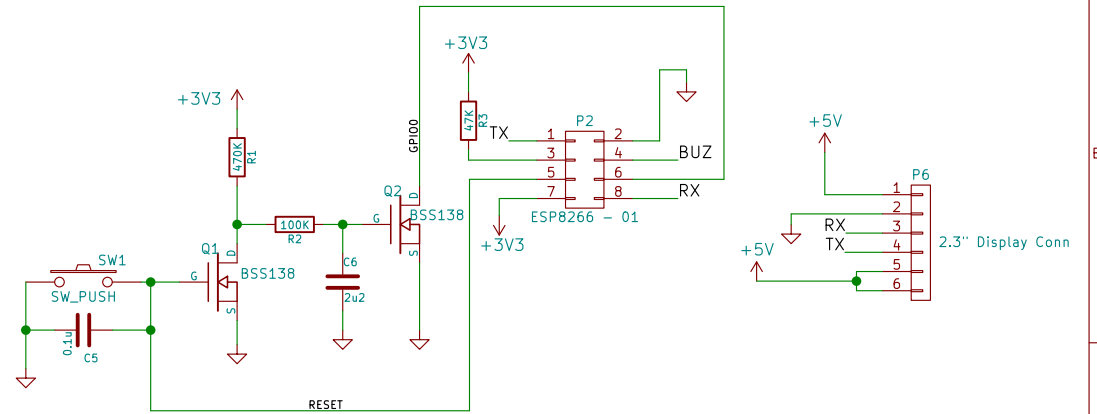 +3V3
470K
R1
SW1
SW_PUSH
0.1u
C5
Q1
D
G
S
BSS138
100K
R2
C6
2u2
Q2
D
G
S
BSS138
GPIO0
RESET
+3V3
47K
R3
TX
P2
1 2
3 4
BUZ
5 6
7 8
RX
+3V3
ESP8266 - 01
+5V
P6
1
2
RX 3
TX 4
5
6
+5V
2.3" Display Conn